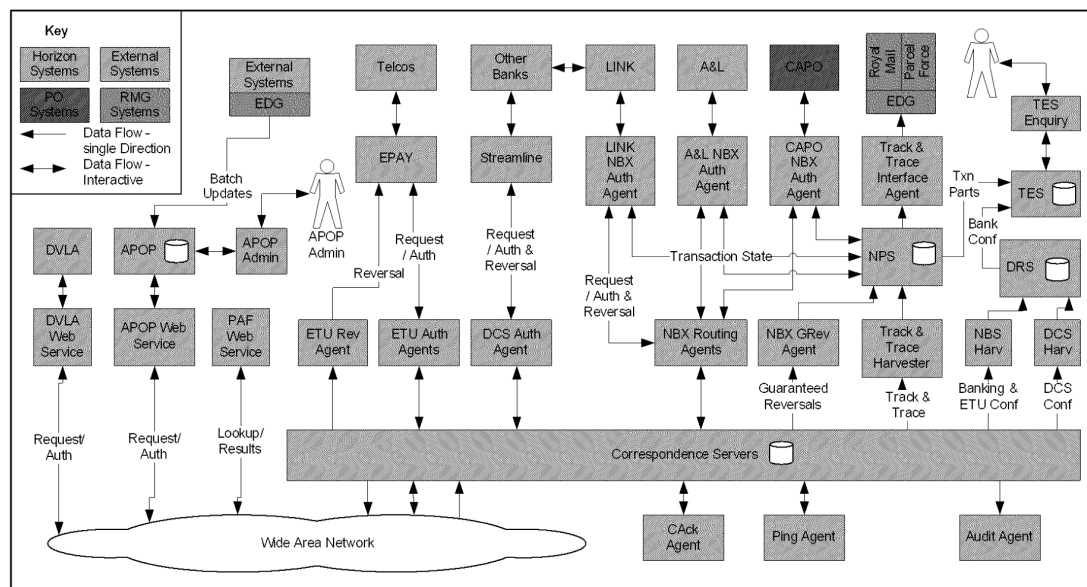 Key
Horizon
Systems
External
Systems
PO
Systems
RMG
Systems
Data Flow -
single Direction
Data Flow -
Interactive
External
Systems
EDG
Telcos
Other
Banks
LINK
A&L
CAPO
Royal
Mail
Parcel
Force
EDG
TES
Enquiry
EPAY
Streamline
LINK
NBX
Auth Agent
A&L NBX
Auth Agent
CAPO
NBX
Auth Agent
Track &
Trace
Interface
Agent
Txn
Parts
TES
Batch
Updates
APOP
Admin
DVLA
APOP
APOP
Admin
Reversal
Request
/ Auth
Request
/ Auth &
Reversal
Request
/ Auth &
Reversal
Transaction State
NPS
Bank
Conf
DRS
DVLA
Web
Service
APOP Web
Service
PAF
Web
Service
ETU Rev
Agent
ETU Auth
Agents
DCS Auth
Agent
NBX Routing
Agents
NBX GRev
Agent
Track &
Trace
Harvester
NBS
Harv
DCS
Harv
Request/
Auth
Request/
Auth
Lookup/
Results
Guaranteed
Reversals
Track &
Trace
Banking &
ETU Conf
DCS
Conf
Correspondence Servers
Wide Area Network
CAck
Agent
Ping Agent
Audit Agent